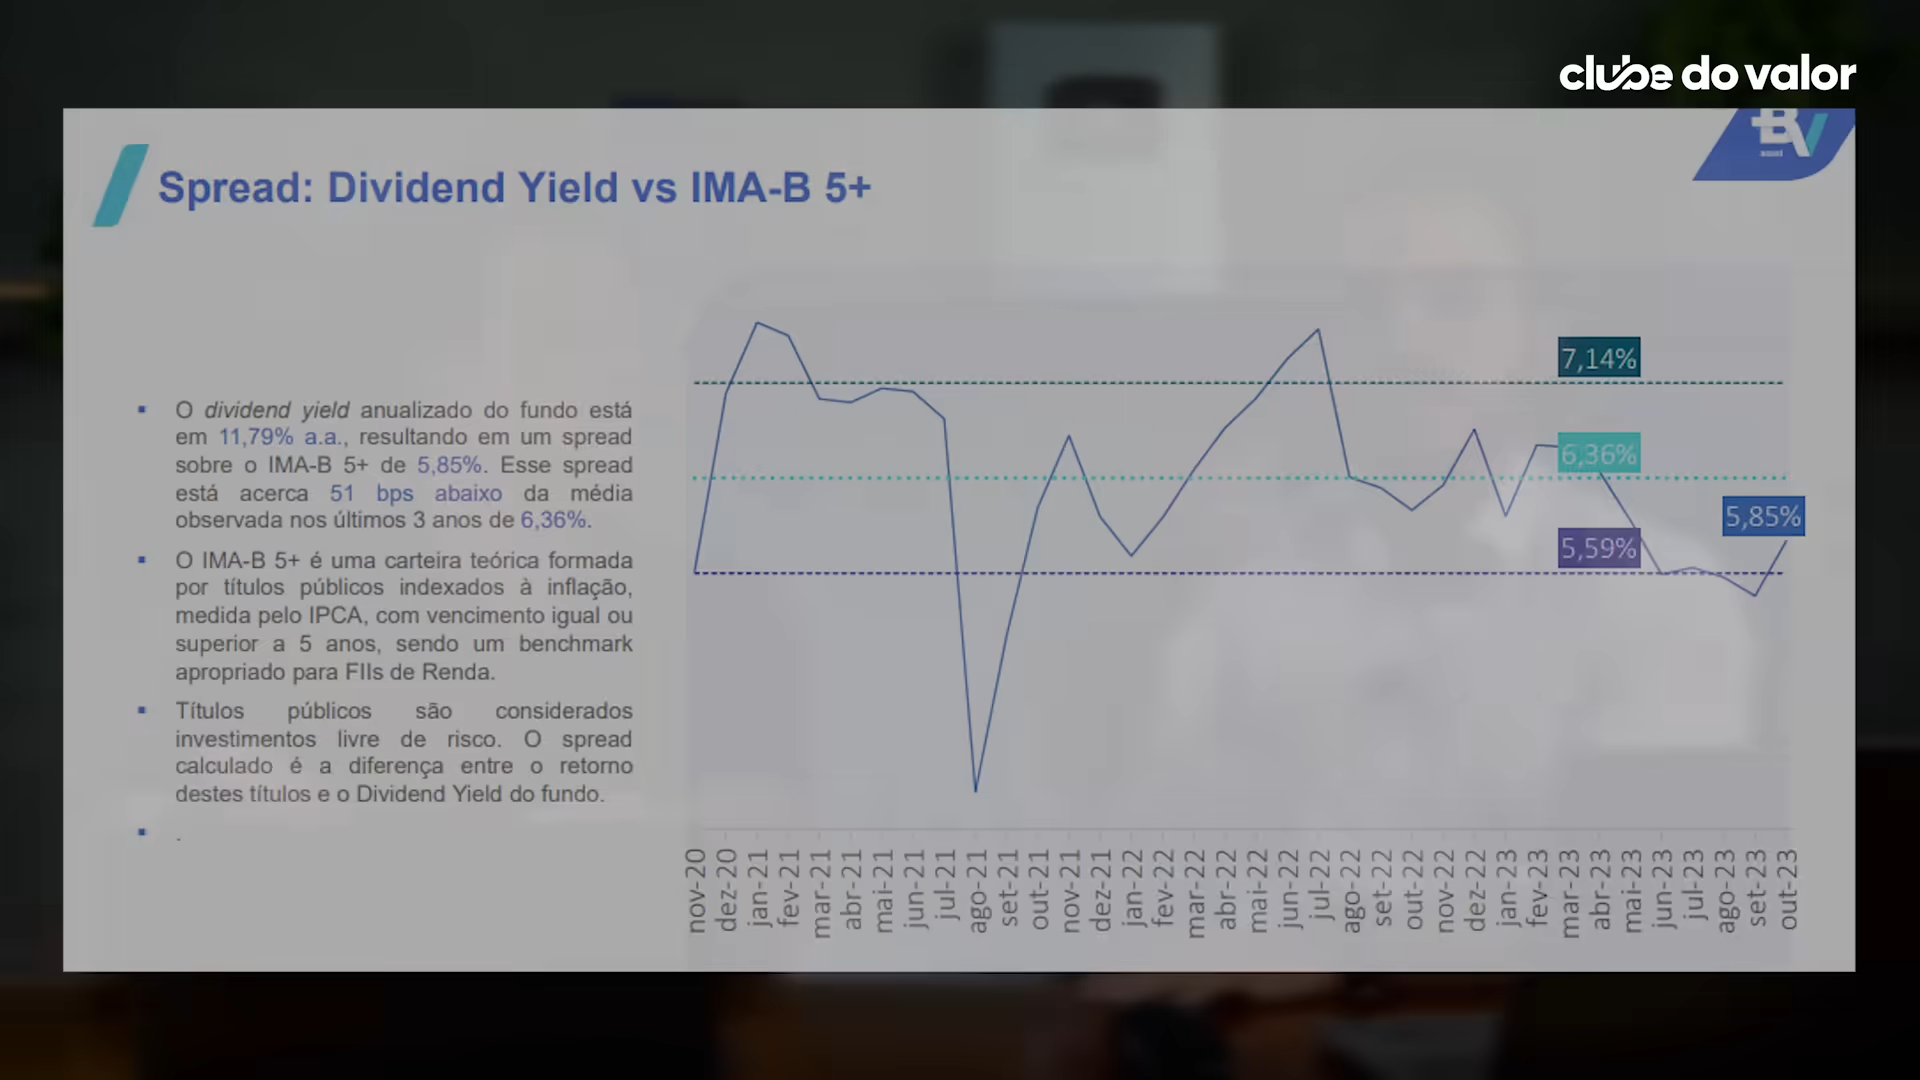 clube do valor
BV
asset
Spread: Dividend Yield vs IMA-B 5+
▪ O dividend yield anualizado do fundo está
em 11,79% a.a., resultando em um spread
sobre o IMA-B 5+ de 5,85%. Esse spread
está acerca 51 bps abaixo da média
observada nos últimos 3 anos de 6,36%.
▪ O IMA-B 5+ é uma carteira teórica formada
por títulos públicos indexados à inflação,
medida pelo IPCA, com vencimento igual ou
superior a 5 anos, sendo um benchmark
apropriado para FIIs de Renda.
▪ Títulos públicos são considerados
investimentos livre de risco. O spread
calculado é a diferença entre o retorno
destes títulos e o Dividend Yield do fundo.
▪ .
7,14%
6,36%
5,85%
5,59%
nov-20
dez-20
jan-21
fev-21
mar-21
abr-21
mai-21
jun-21
jul-21
ago-21
set-21
out-21
nov-21
dez-21
jan-22
fev-22
mar-22
abr-22
mai-22
jun-22
jul-22
ago-22
set-22
out-22
nov-22
dez-22
jan-23
fev-23
mar-23
abr-23
mai-23
jun-23
jul-23
ago-23
set-23
out-23